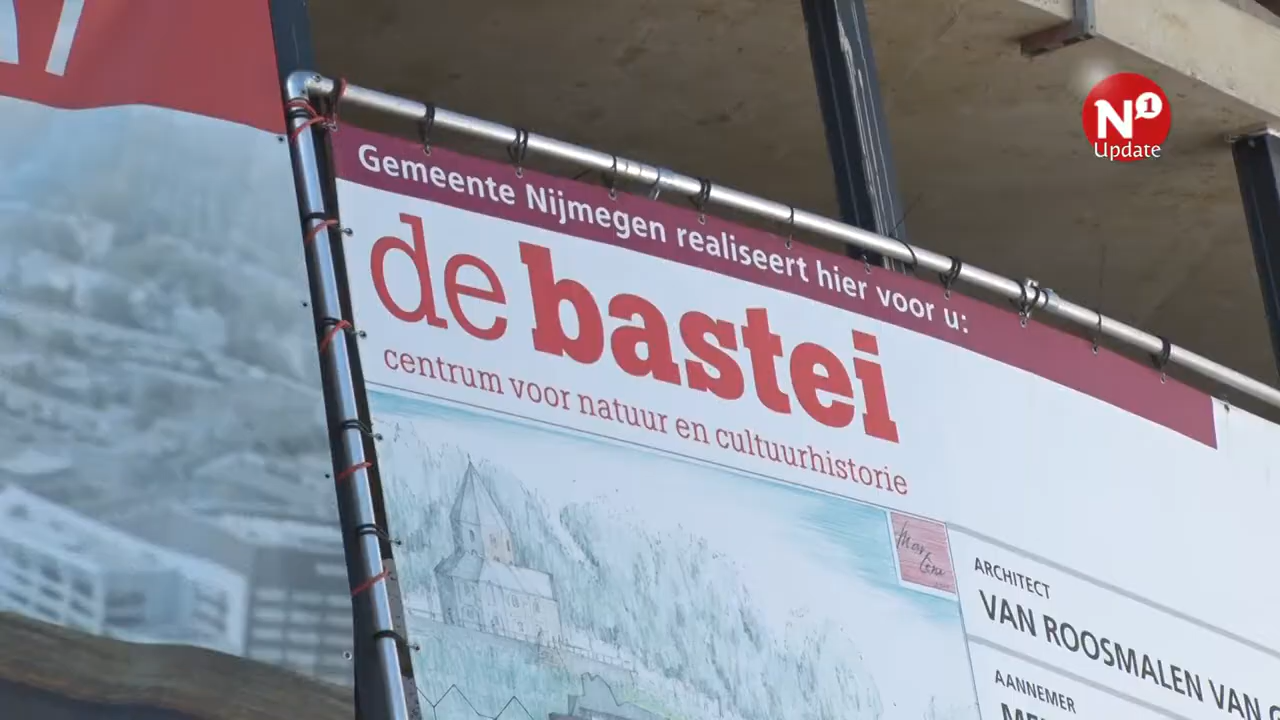 N1
Update
Gemeente Nijmegen realiseert hier voor u:
de bastei
centrum voor natuur en cultuurhistorie
ARCHITECT
VAN ROOSMALEN VAN
AANNEMER